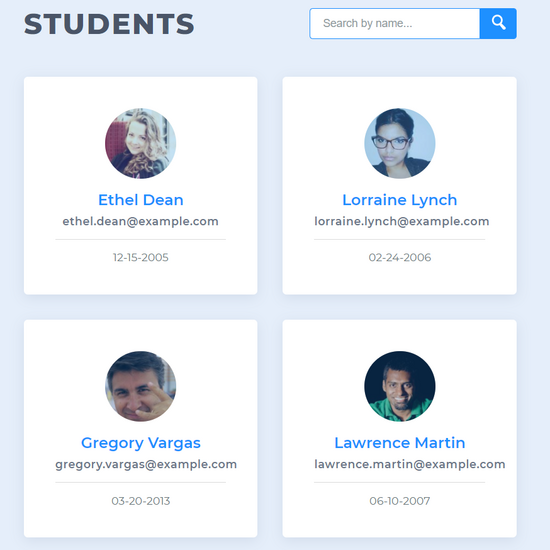 STUDENTS
Search by name...
Ethel Dean
ethel.dean@example.com
12-15-2005
Lorraine Lynch
lorraine.lynch@example.com
02-24-2006
Gregory Vargas
gregory.vargas@example.com
03-20-2013
Lawrence Martin
lawrence.martin@example.com
06-10-2007